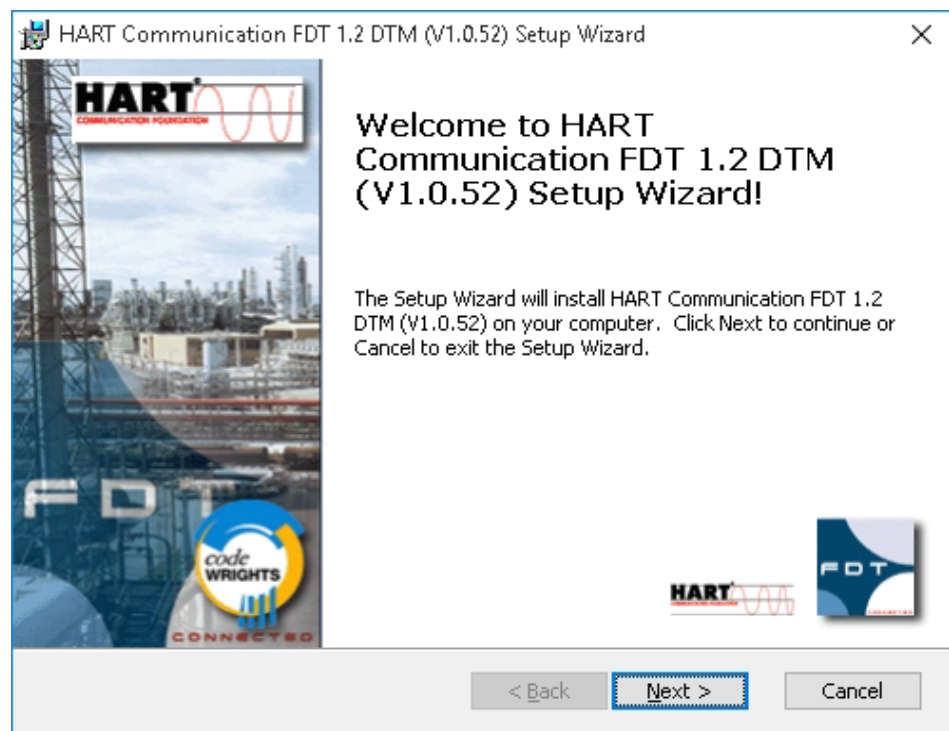 HART Communication FDT 1.2 DTM (V1.0.52) Setup Wizard
HART
COMMUNICATION FOUNDATION
Welcome to HART
Communication FDT 1.2 DTM
(V1.0.52) Setup Wizard!
The Setup Wizard will install HART Communication FDT 1.2
DTM (V1.0.52) on your computer.  Click Next to continue or
Cancel to exit the Setup Wizard.
FDT
code
WRIGHTS
CONNECTED
HART
FDT
< Back
Next >
Cancel